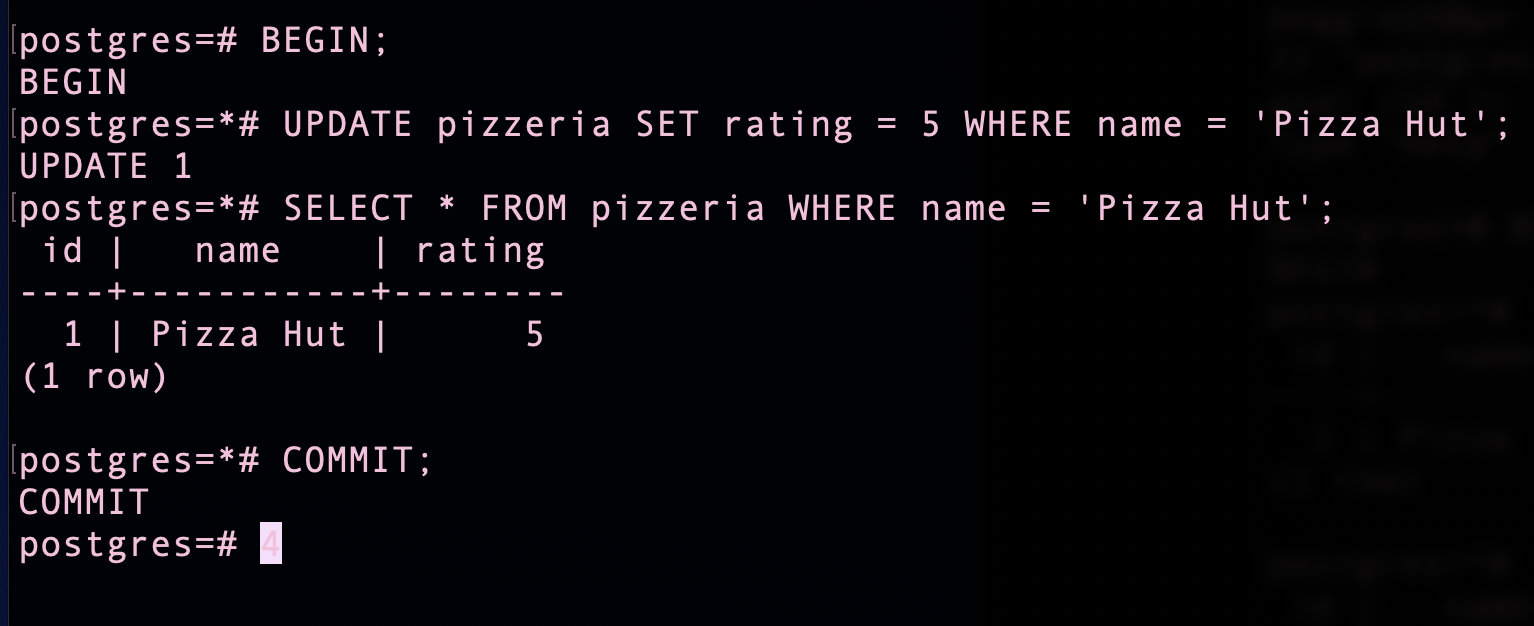 postgres=# BEGIN;
BEGIN
postgres=*# UPDATE pizzeria SET rating = 5 WHERE name = 'Pizza Hut';
UPDATE 1
postgres=*# SELECT * FROM pizzeria WHERE name = 'Pizza Hut';
 id |   name    | rating
----+-----------+--------
  1 | Pizza Hut |      5
(1 row)

postgres=*# COMMIT;
COMMIT
postgres=# 4